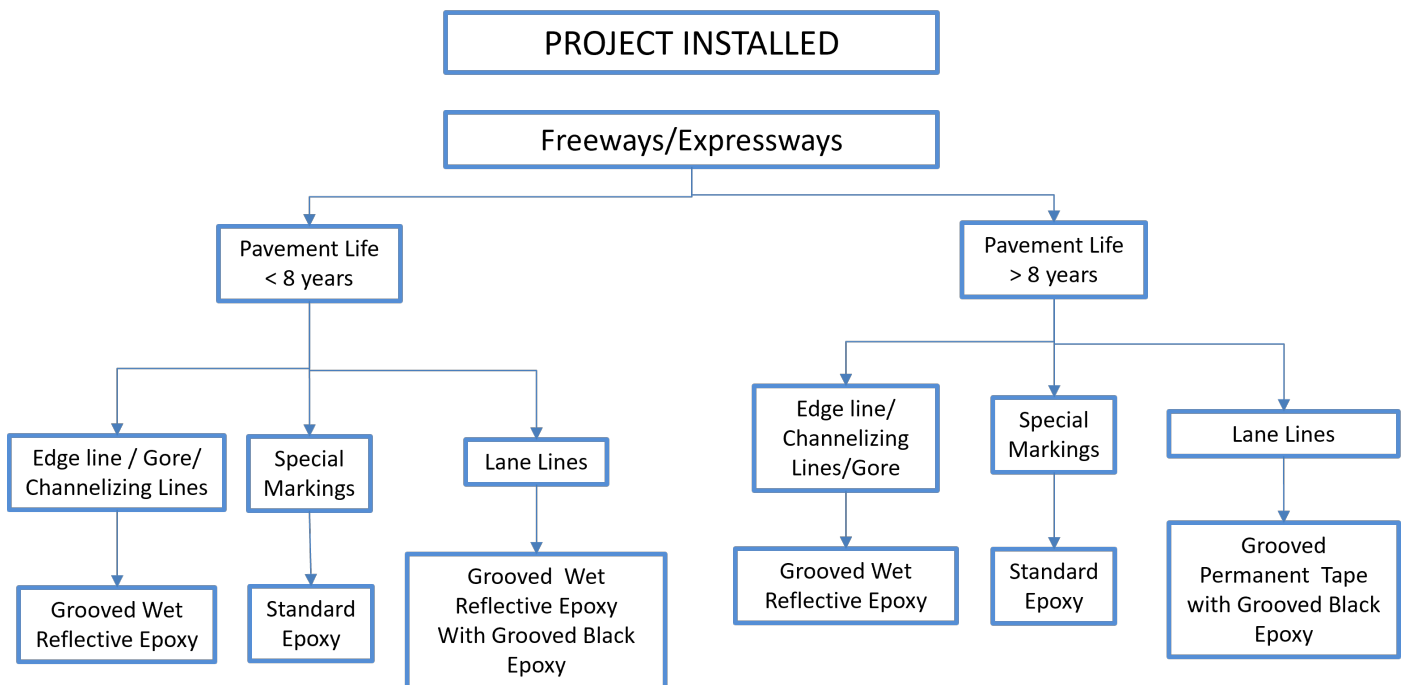 PROJECT INSTALLED
Freeways/Expressways
Pavement Life
< 8 years
Pavement Life
> 8 years
Edge line / Gore/
Channelizing Lines
Special
Markings
Lane Lines
Edge line/
Channelizing
Lines/Gore
Special
Markings
Lane Lines
Grooved Wet
Reflective Epoxy
Standard
Epoxy
Grooved Wet
Reflective Epoxy
With Grooved Black
Epoxy
Grooved Wet
Reflective Epoxy
Standard
Epoxy
Grooved
Permanent Tape
with Grooved Black
Epoxy